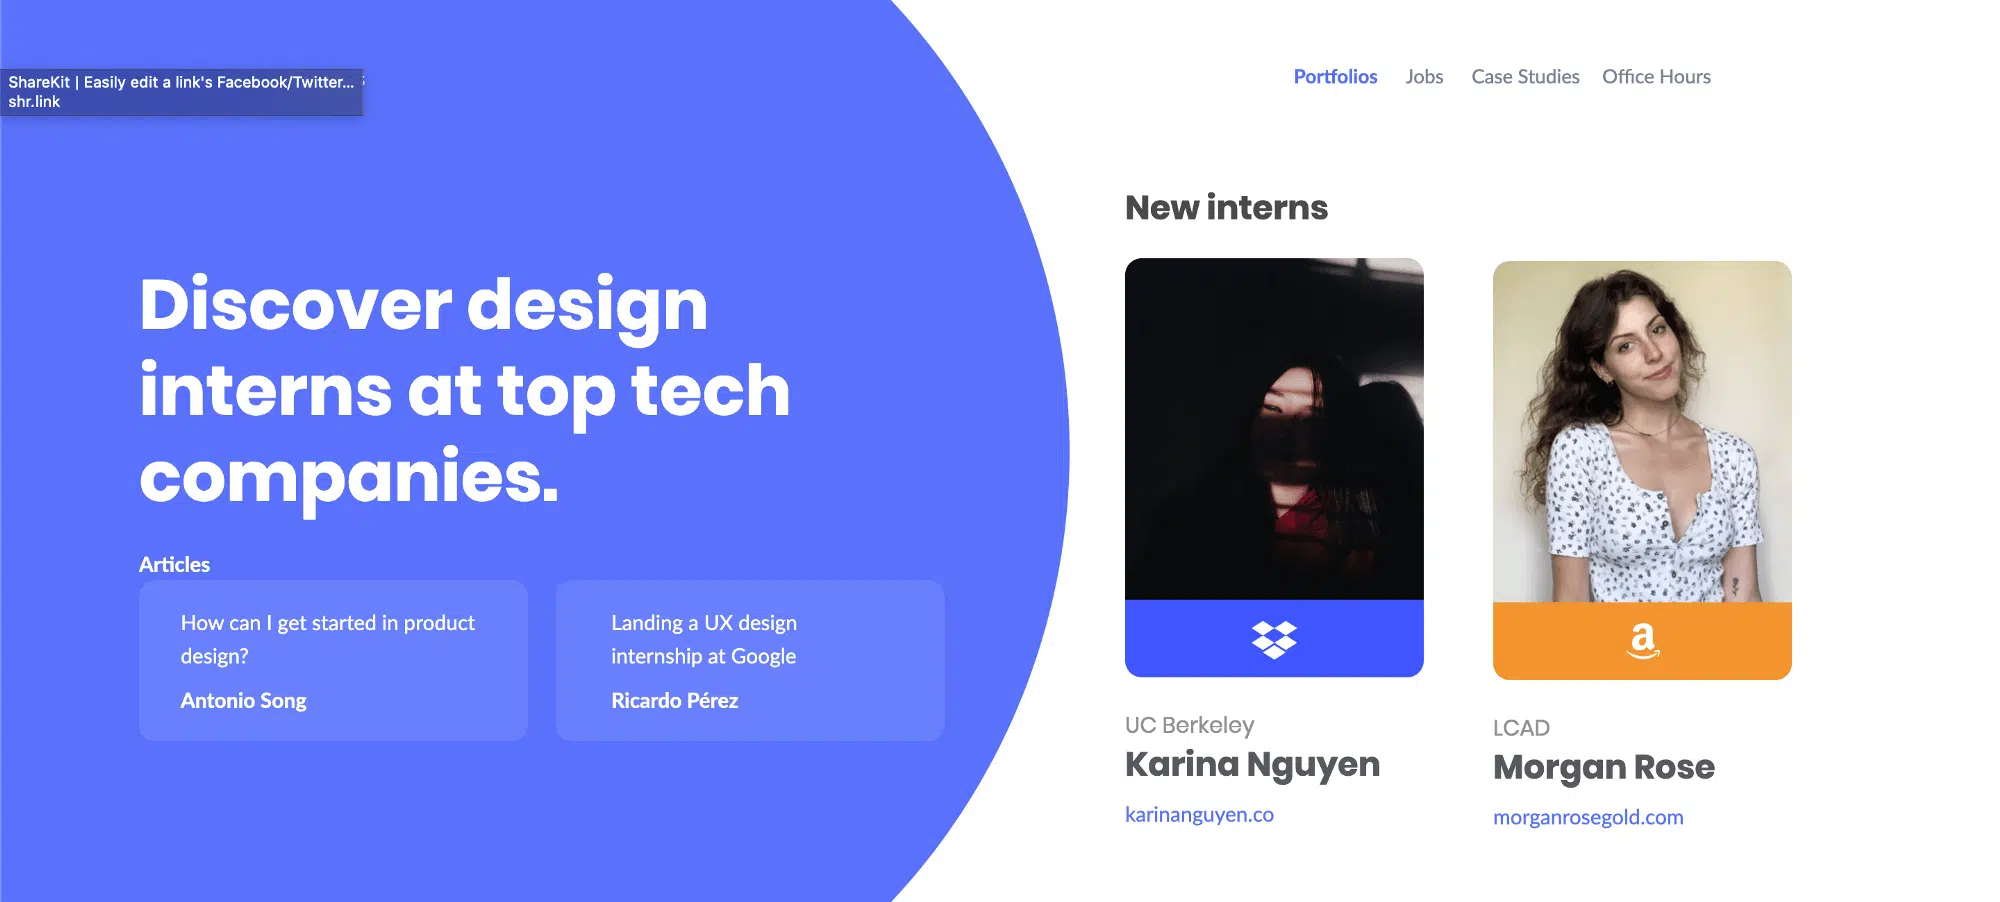 ShareKit | Easily edit a link's Facebook/Twitter...
shr.link
Portfolios Jobs Case Studies Office Hours
Discover design
interns at top tech
companies.
Articles
How can I get started in product
design?
Antonio Song
Landing a UX design
internship at Google
Ricardo Pérez
New interns
a
UC Berkeley
Karina Nguyen
karinanguyen.co
LCAD
Morgan Rose
morganrosegold.com